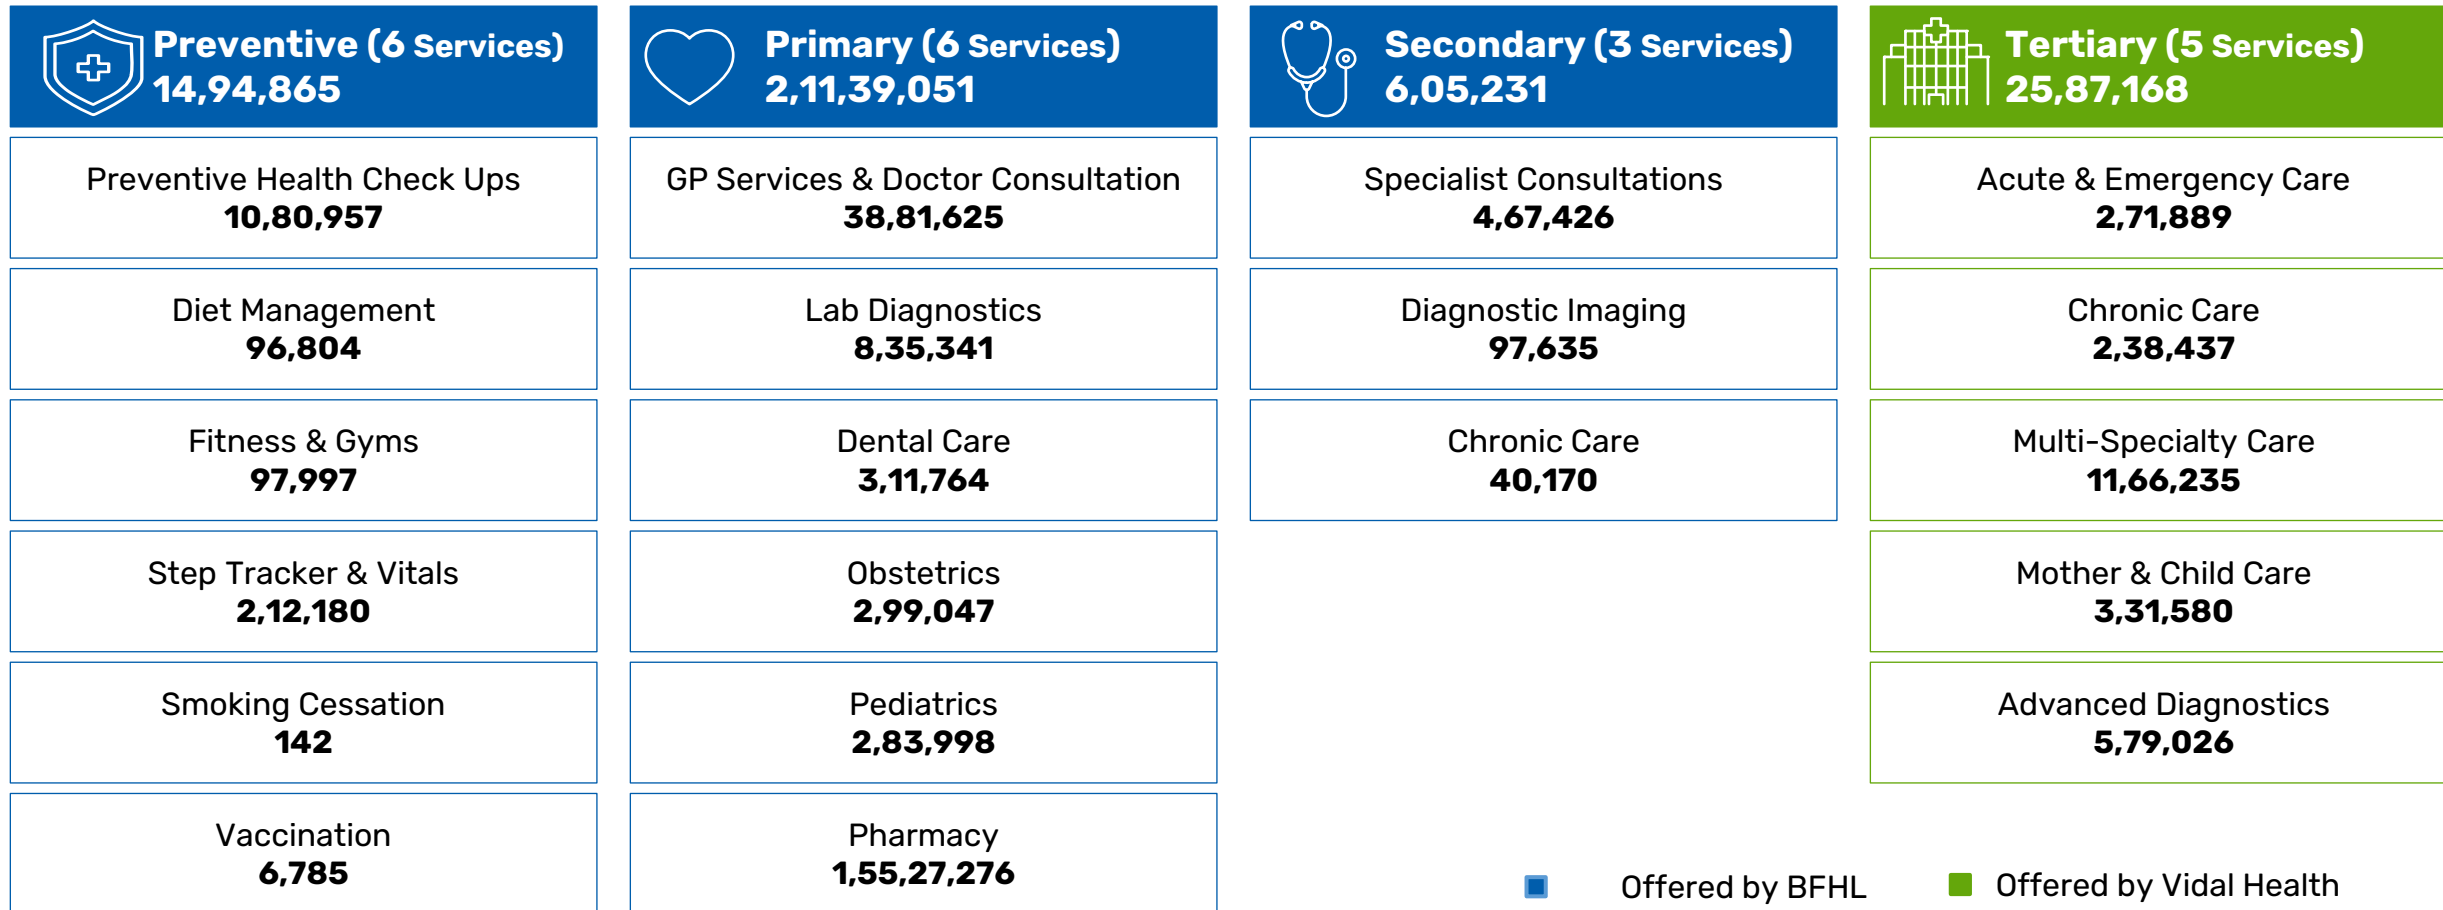 Preventive (6 Services)
14,94,865
Preventive Health Check Ups
10,80,957
Diet Management
96,804
Fitness & Gyms
97,997
Step Tracker & Vitals
2,12,180
Smoking Cessation
142
Vaccination
6,785
Primary (6 Services)
2,11,39,051
GP Services & Doctor Consultation
38,81,625
Lab Diagnostics
8,35,341
Dental Care
3,11,764
Obstetrics
2,99,047
Pediatrics
2,83,998
Pharmacy
1,55,27,276
Secondary (3 Services)
6,05,231
Specialist Consultations
4,67,426
Diagnostic Imaging
97,635
Chronic Care
40,170
Tertiary (5 Services)
25,87,168
Acute & Emergency Care
2,71,889
Chronic Care
2,38,437
Multi-Specialty Care
11,66,235
Mother & Child Care
3,31,580
Advanced Diagnostics
5,79,026
Offered by BFHL
Offered by Vidal Health